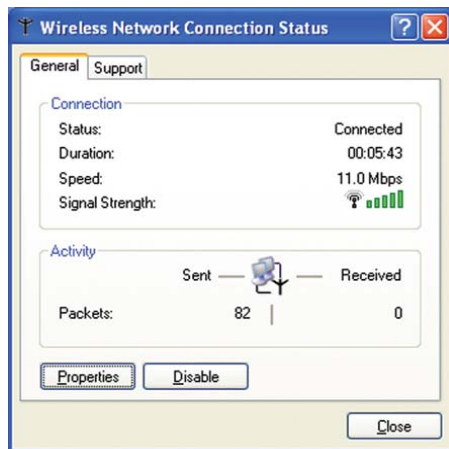 Wireless Network Connection Status
General Support
Connection
Status: Connected
Duration: 00:05:43
Speed: 11.0 Mbps
Signal Strength:
Activity
Sent Received
Packets: 82 0
Properties Disable
Close